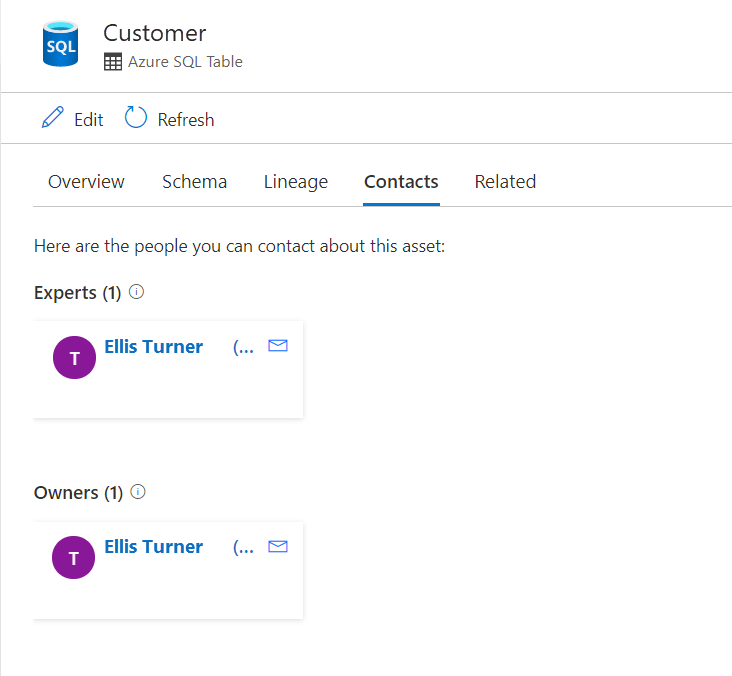 SQL
Customer
Azure SQL Table
Edit Refresh
Overview Schema Lineage Contacts Related
Here are the people you can contact about this asset:
Experts (1)
T Ellis Turner (...
Owners (1)
T Ellis Turner (...